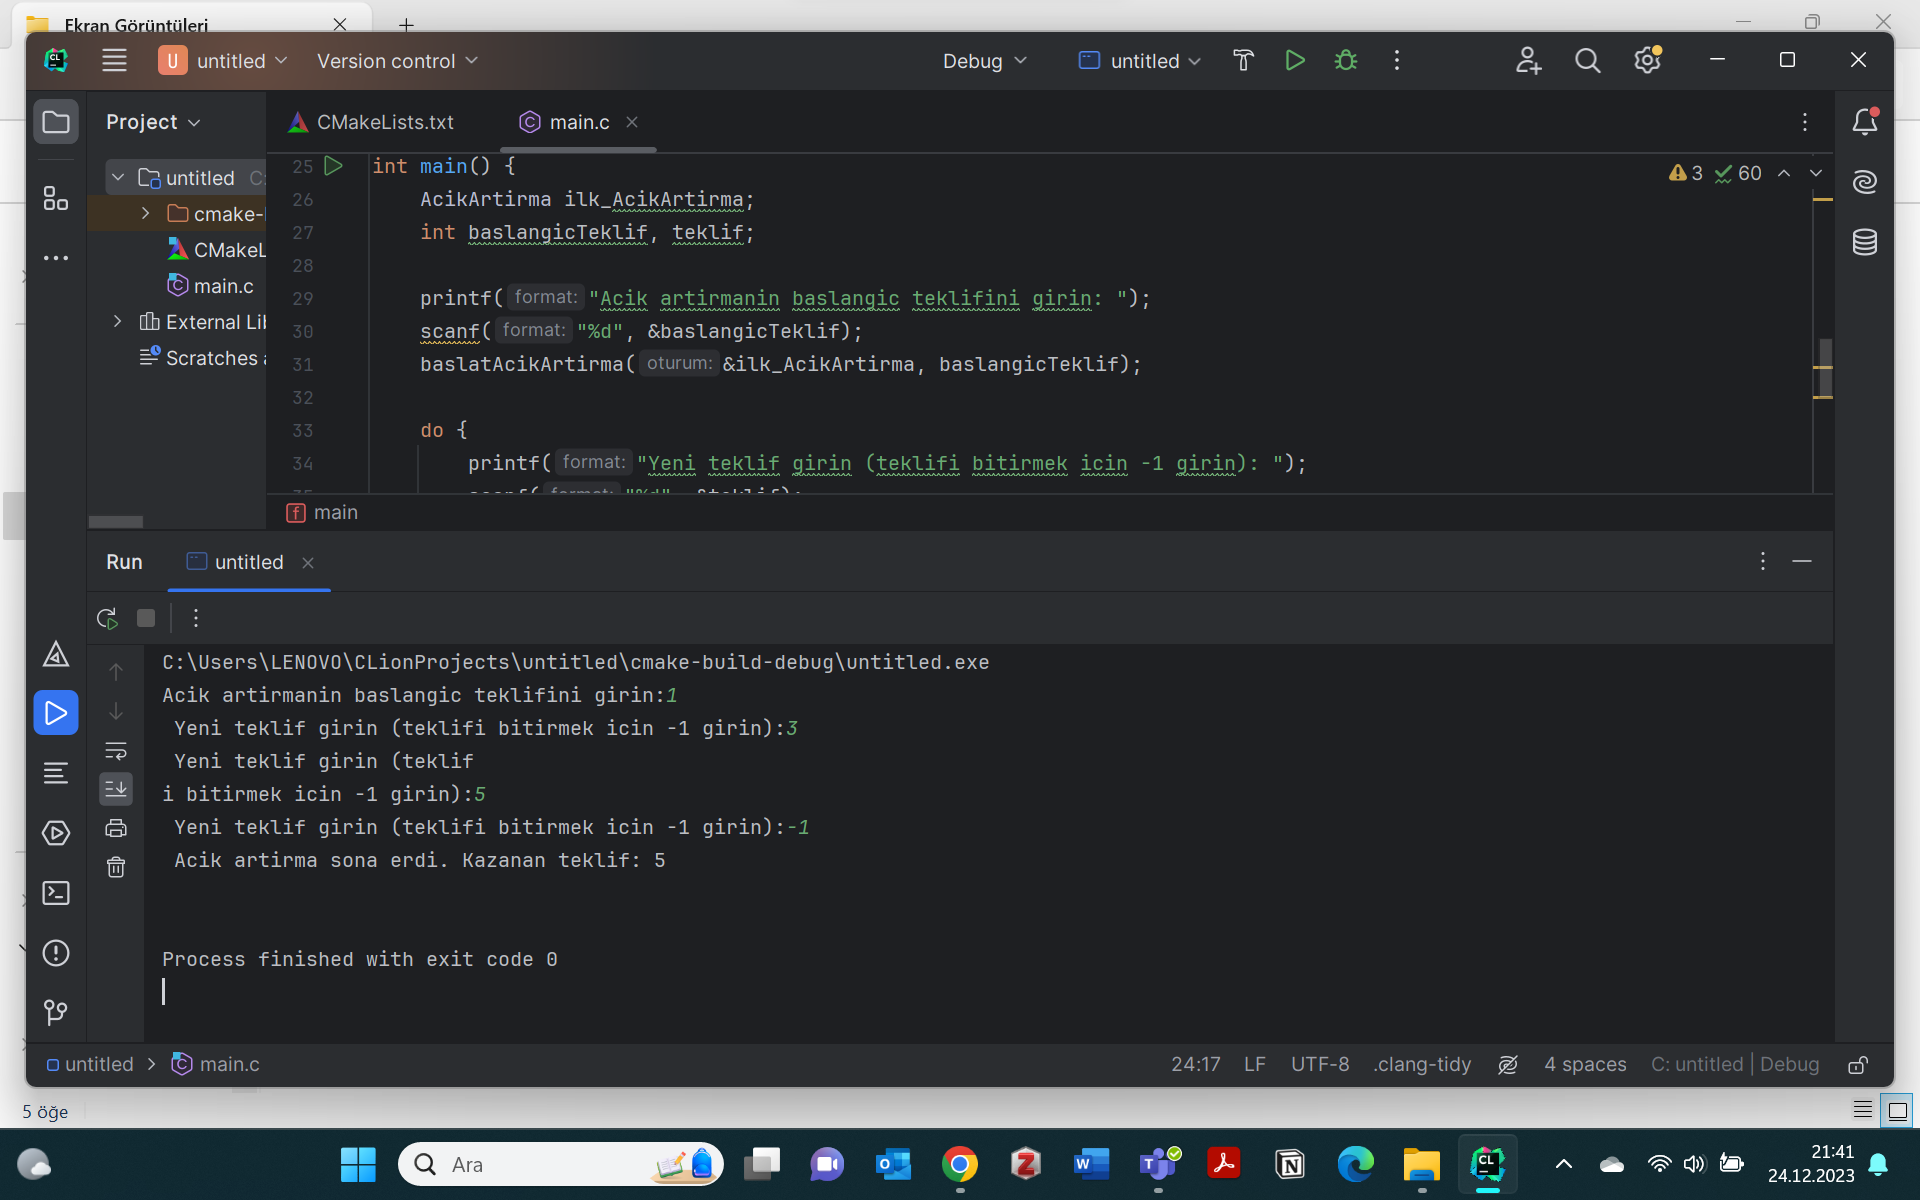 Ekran Görüntüleri
U untitled
Version control
Debug
untitled
Project
CMakeLists.txt
main.c
untitled C:
cmake-
CMakeL
main.c
External Lib
Scratches a
3 60
25 int main() {
26 AcikArtirma ilk_AcikArtirma;
27 int baslangicTeklif, teklif;
28
29 printf( format: "Acik artirmanin baslangic teklifini girin: ");
30 scanf( format: "%d", &baslangicTeklif);
31 baslatAcikArtirma( oturum: &ilk_AcikArtirma, baslangicTeklif);
32
33 do {
34 printf( format: "Yeni teklif girin (teklifi bitirmek icin -1 girin): ");
35 scanf( format: "%d", &teklif);
f main
Run
untitled
C:\Users\LENOVO\CLionProjects\untitled\cmake-build-debug\untitled.exe
Acik artirmanin baslangic teklifini girin:1
Yeni teklif girin (teklifi bitirmek icin -1 girin):3
Yeni teklif girin (teklif
i bitirmek icin -1 girin):5
Yeni teklif girin (teklifi bitirmek icin -1 girin):-1
Acik artirma sona erdi. Kazanan teklif: 5
Process finished with exit code 0
untitled > main.c
24:17 LF UTF-8 .clang-tidy 4 spaces C: untitled | Debug
5 öğe
Ara
21:41
24.12.2023